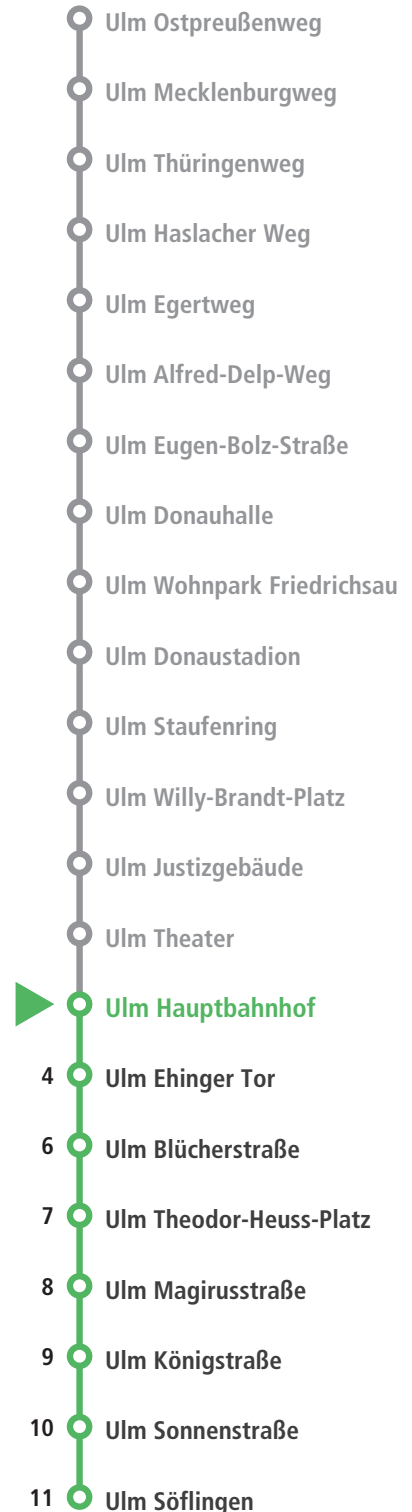 Ulm Ostpreußenweg
Ulm Mecklenburgweg
Ulm Thüringenweg
Ulm Haslacher Weg
Ulm Egertweg
Ulm Alfred-Delp-Weg
Ulm Eugen-Bolz-Straße
Ulm Donauhalle
Ulm Wohnpark Friedrichsau
Ulm Donaustadion
Ulm Staufenring
Ulm Willy-Brandt-Platz
Ulm Justizgebäude
Ulm Theater
Ulm Hauptbahnhof
4 Ulm Ehinger Tor
6 Ulm Blücherstraße
7 Ulm Theodor-Heuss-Platz
8 Ulm Magirusstraße
9 Ulm Königstraße
10 Ulm Sonnenstraße
11 Ulm Söflingen